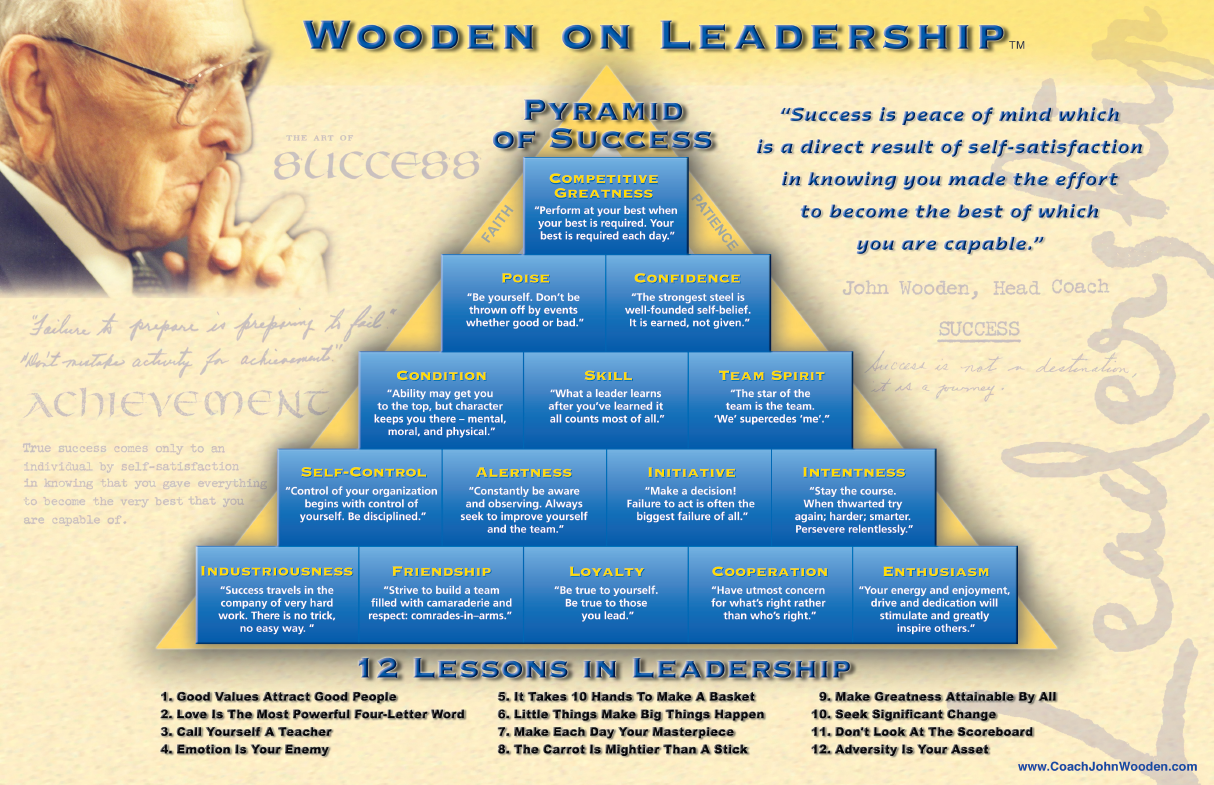 WOODEN ON LEADERSHIP™
PYRAMID
OF SUCCESS
THE ART OF
SUCCESS
"Success is peace of mind which
is a direct result of self-satisfaction
in knowing you made the effort
to become the best of which
you are capable."
John Wooden, Head Coach
SUCCESS
Success is not a destination,
it is a journey.
Leadership
"Failure to prepare is preparing to fail"
"Don't mistake activity for achievement."
ACHIEVEMENT
True success comes only to an
individual by self-satisfaction
in knowing that you gave everything
to become the very best that you
are capable of.
FAITH
PATIENCE
COMPETITIVE
GREATNESS
"Perform at your best when
your best is required. Your
best is required each day."
POISE
"Be yourself. Don't be
thrown off by events
whether good or bad."
CONFIDENCE
"The strongest steel is
well-founded self-belief.
It is earned, not given."
CONDITION
"Ability may get you
to the top, but character
keeps you there – mental,
moral, and physical."
SKILL
"What a leader learns
after you've learned it
all counts most of all."
TEAM SPIRIT
"The star of the
team is the team.
'We' supercedes 'me'."
SELF-CONTROL
"Control of your organization
begins with control of
yourself. Be disciplined."
ALERTNESS
"Constantly be aware
and observing. Always
seek to improve yourself
and the team."
INITIATIVE
"Make a decision!
Failure to act is often the
biggest failure of all."
INTENTNESS
"Stay the course.
When thwarted try
again; harder; smarter.
Persevere relentlessly."
INDUSTRIOUSNESS
"Success travels in the
company of very hard
work. There is no trick,
no easy way. "
FRIENDSHIP
"Strive to build a team
filled with camaraderie and
respect: comrades-in–arms."
LOYALTY
"Be true to yourself.
Be true to those
you lead."
COOPERATION
"Have utmost concern
for what's right rather
than who's right."
ENTHUSIASM
"Your energy and enjoyment,
drive and dedication will
stimulate and greatly
inspire others."
12 LESSONS IN LEADERSHIP
1. Good Values Attract Good People
2. Love Is The Most Powerful Four-Letter Word
3. Call Yourself A Teacher
4. Emotion Is Your Enemy
5. It Takes 10 Hands To Make A Basket
6. Little Things Make Big Things Happen
7. Make Each Day Your Masterpiece
8. The Carrot Is Mightier Than A Stick
9. Make Greatness Attainable By All
10. Seek Significant Change
11. Don't Look At The Scoreboard
12. Adversity Is Your Asset
www.CoachJohnWooden.com